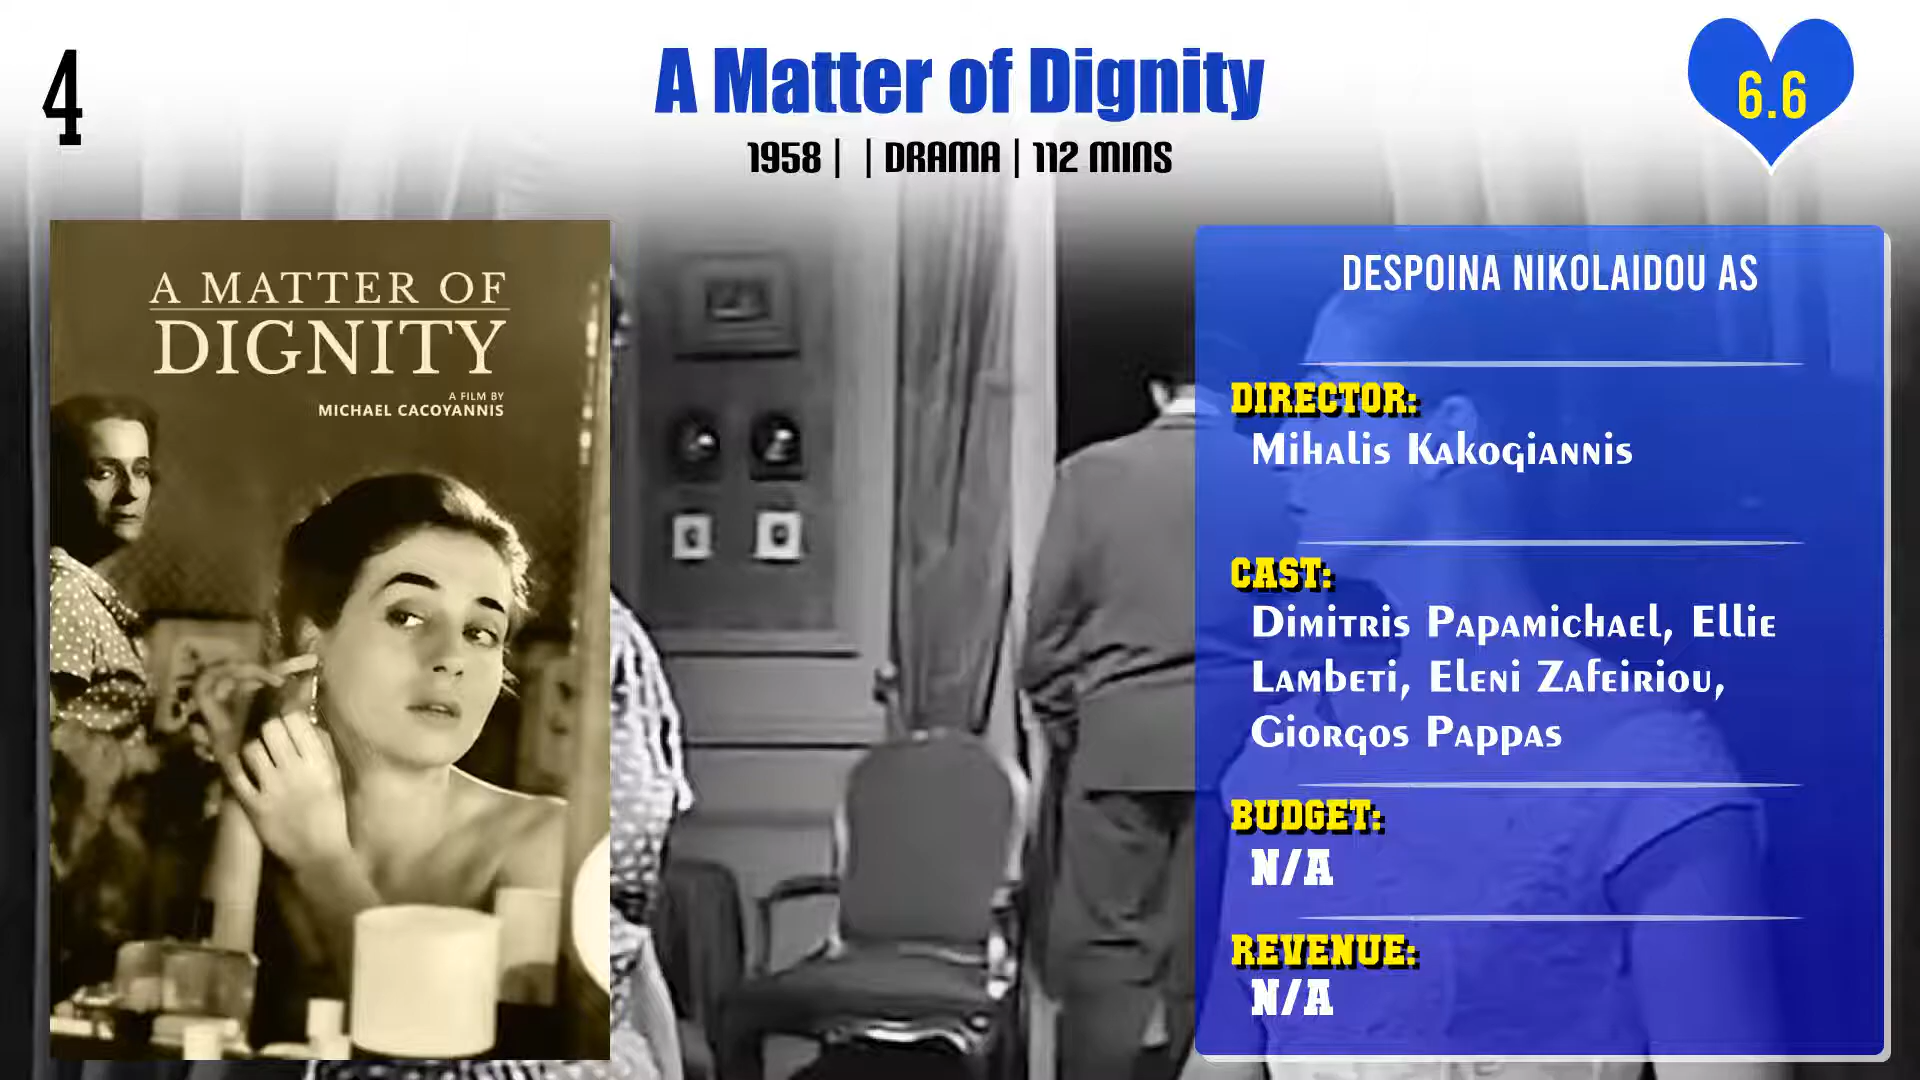 4
A Matter of Dignity
1958 | | DRAMA | 112 MINS
6.6
A MATTER OF
DIGNITY
A FILM BY
MICHAEL CACOYANNIS
DESPOINA NIKOLAIDOU AS
DIRECTOR:
Mihalis Kakogiannis
CAST:
Dimitris Papamichael, Ellie
Lambeti, Eleni Zafeiriou,
Giorgos Pappas
BUDGET:
N/A
REVENUE:
N/A